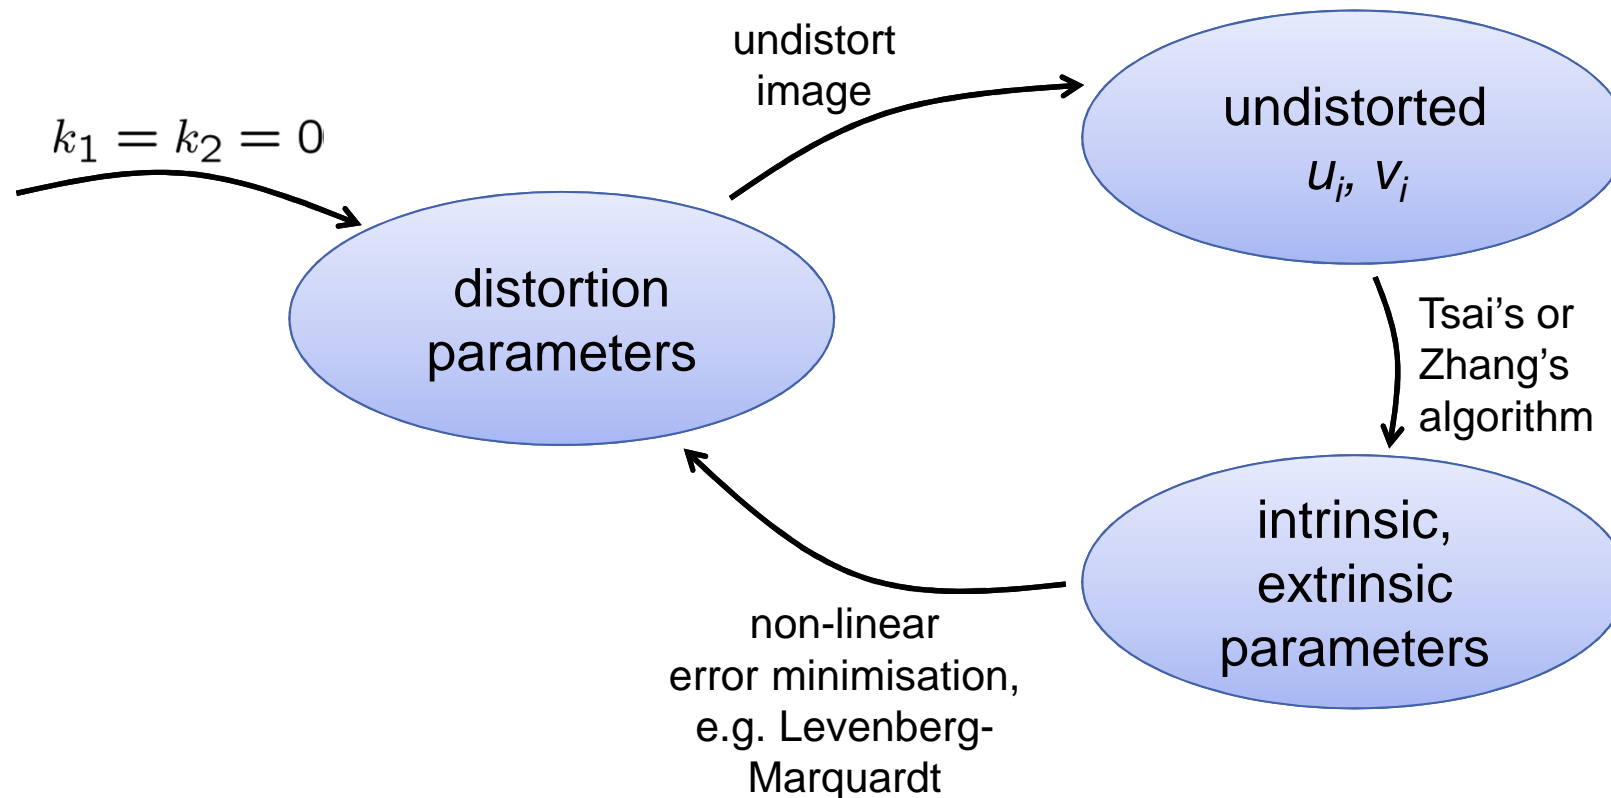 k₁ = k₂ = 0
undistort
image
undistorted
uᵢ, vᵢ
distortion
parameters
Tsai’s or
Zhang’s
algorithm
intrinsic,
extrinsic
parameters
non-linear
error minimisation,
e.g. Levenberg-
Marquardt